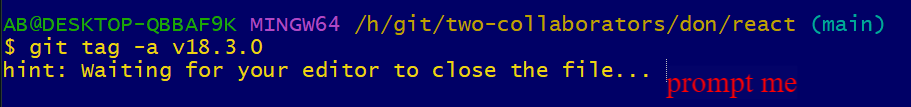 AB@DESKTOP-QBBAF9K MINGW64 /h/git/two-collaborators/don/react (main)
$ git tag -a v18.3.0
hint: Waiting for your editor to close the file...
prompt me